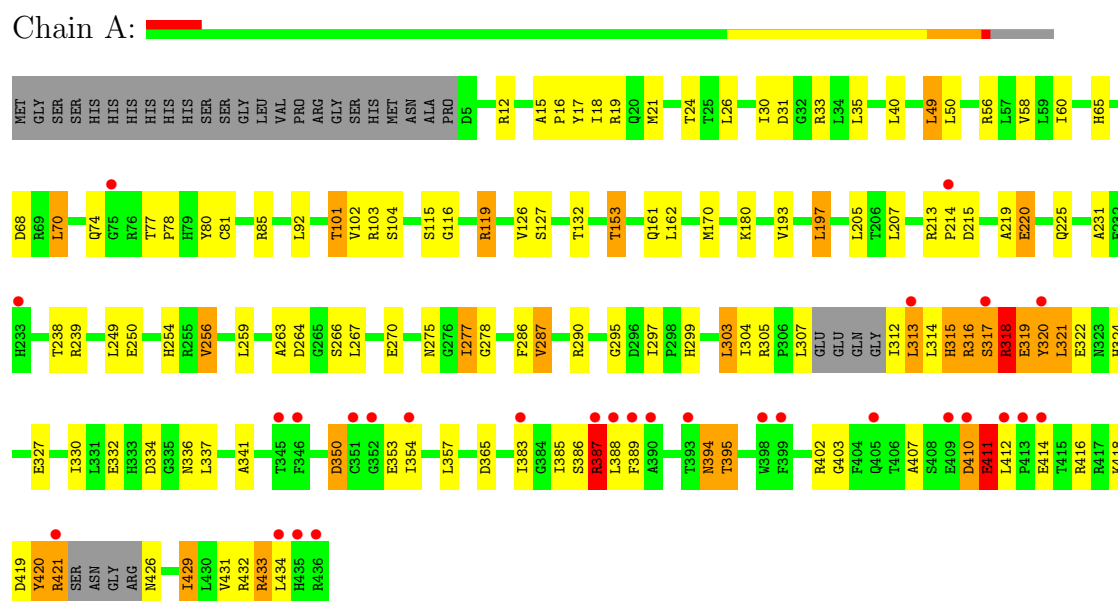 Chain A:
MET GLY SER SER HIS HIS HIS HIS HIS HIS SER SER GLY LEU VAL PRO ARG GLY SER HIS MET ASN ALA PRO D5 R12 A15 P16 Y17 I18 R19 Q20 M21 T24 T25 L26 I30 D31 G32 R33 L34 L35 L40 L49 L50 R56 L57 V58 L59 I60 H65
D68 R69 L70 Q74 G75 R76 T77 P78 H79 Y80 C81 R85 L92 T101 V102 R103 S104 S115 G116 R119 V126 S127 T132 T153 Q161 L162 M170 K180 V193 L197 L205 T206 L207 R213 P214 D215 A219 E220 Q225 A231
H233 T238 R239 L249 E250 H254 R255 V256 L259 A263 D264 G265 S266 L267 E270 N275 G276 I277 G278 F286 V287 R290 G295 D296 I297 P298 H299 L303 I304 R305 P306 L307 GLU GLU GLN GLY I312 L313 L314 H315 R316 S317 R318 E319 Y320 L321 E322 N323
E327 I330 L331 E332 H333 D334 G335 N336 L337 A341 T345 F346 D350 C351 G352 E353 I354 L357 D365 I383 G384 I385 S386 R387 L388 F389 A390 T393 N394 T395 W398 F399 R402 G403 F404 Q405 T406 A407 S408 E409 D410 E411 L412 P413 E414 T415 R416 R417 K418
D419 Y420 R421 SER ASN GLY ARG N426 I429 L430 V431 R432 R433 L434 H435 R436